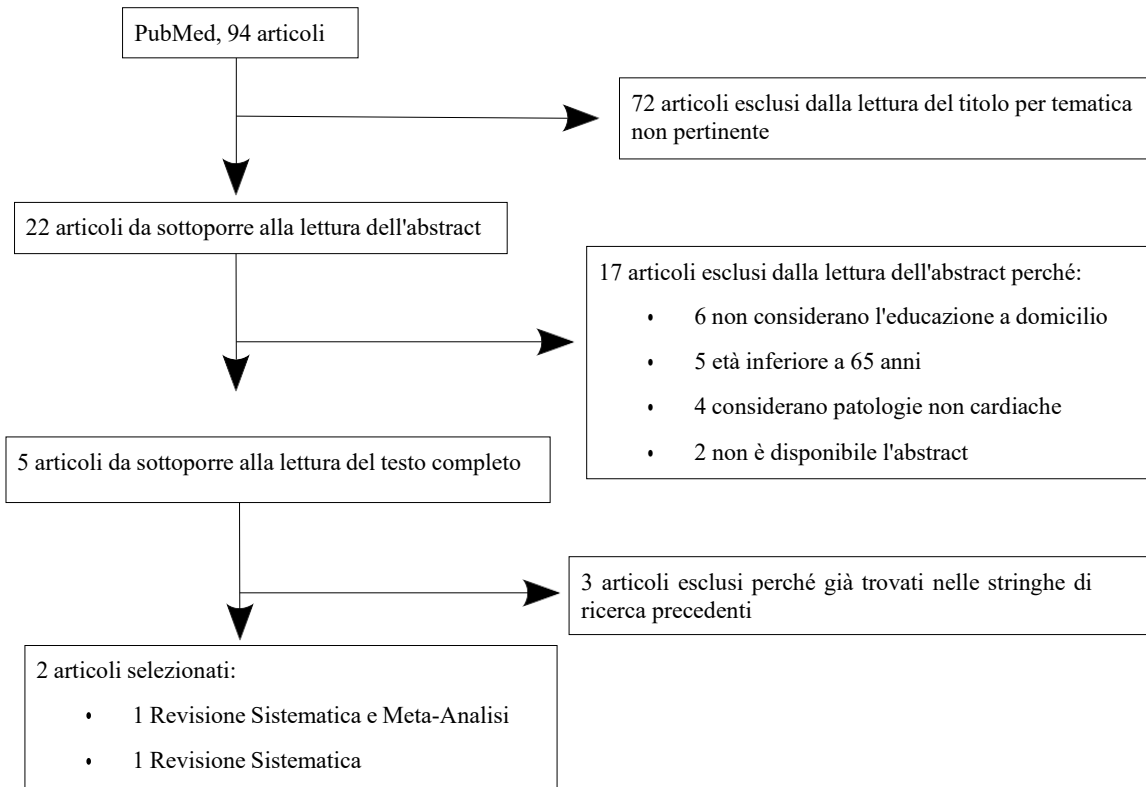 PubMed, 94 articoli
72 articoli esclusi dalla lettura del titolo per tematica
non pertinente
22 articoli da sottoporre alla lettura dell'abstract
17 articoli esclusi dalla lettura dell'abstract perché:
• 6 non considerano l'educazione a domicilio
• 5 età inferiore a 65 anni
• 4 considerano patologie non cardiache
• 2 non è disponibile l'abstract
5 articoli da sottoporre alla lettura del testo completo
3 articoli esclusi perché già trovati nelle stringhe di
ricerca precedenti
2 articoli selezionati:
• 1 Revisione Sistematica e Meta-Analisi
• 1 Revisione Sistematica